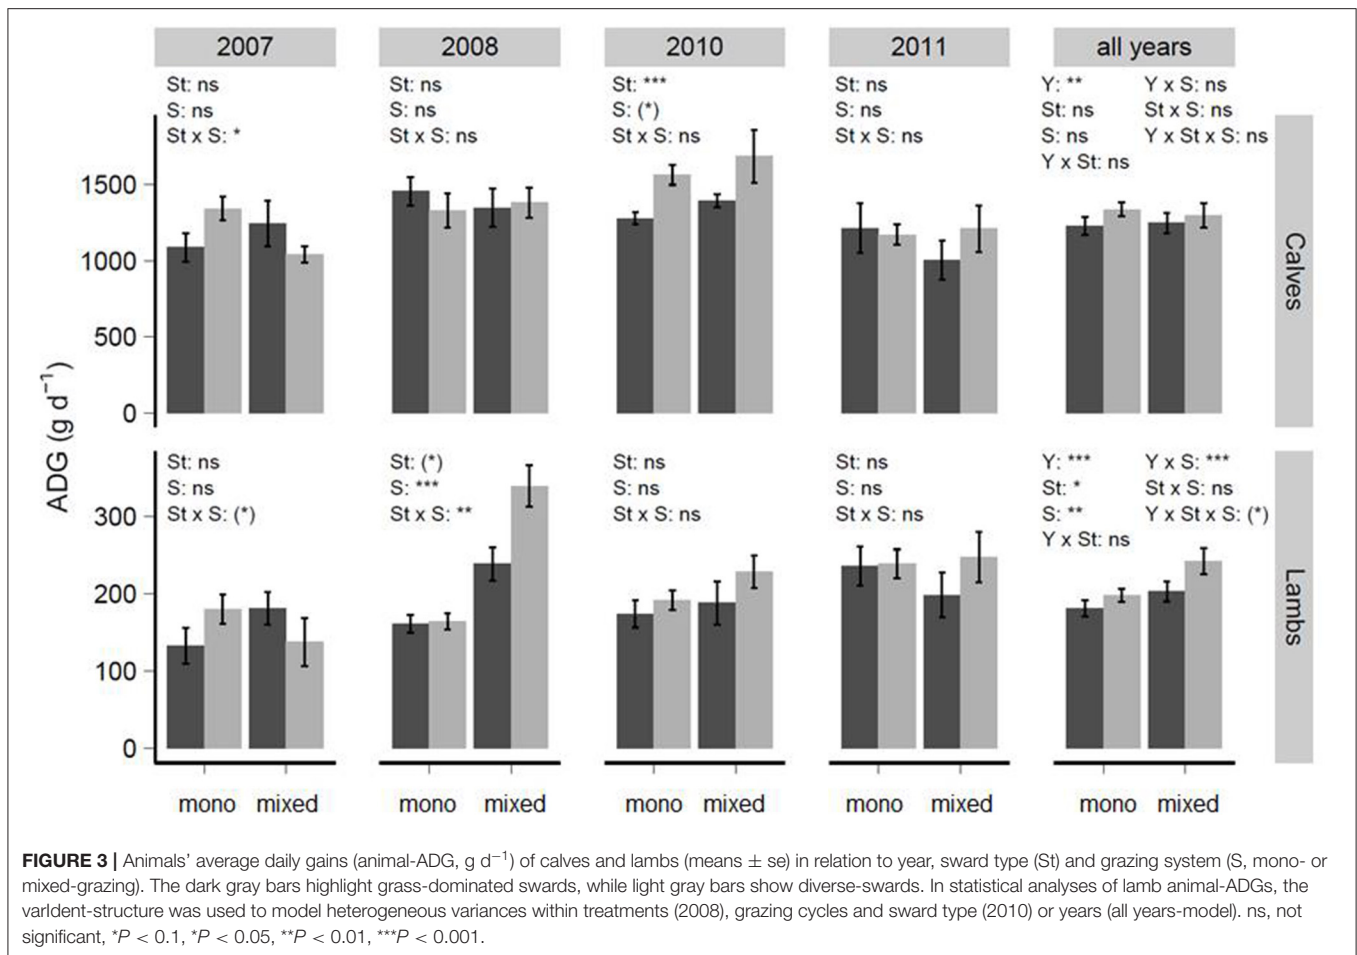 2007 2008 2010 2011 all years
St: ns
S: ns
St x S: *
St: ns
S: ns
St x S: ns
St: ***
S: (*)
St x S: ns
St: ns
S: ns
St x S: ns
Y: ** Y x S: ns
St: ns St x S: ns
S: ns Y x St x S: ns
Y x St: ns
1500
1000
500
0
Calves
ADG (g d⁻¹)
St: ns
S: ns
St x S: (*)
St: (*)
S: ***
St x S: **
St: ns
S: ns
St x S: ns
St: ns
S: ns
St x S: ns
Y: *** Y x S: ***
St: * St x S: ns
S: ** Y x St x S: (*)
Y x St: ns
300
200
100
0
Lambs
mono mixed mono mixed mono mixed mono mixed mono mixed
FIGURE 3 | Animals' average daily gains (animal-ADG, g d⁻¹) of calves and lambs (means ± se) in relation to year, sward type (St) and grazing system (S, mono- or
mixed-grazing). The dark gray bars highlight grass-dominated swards, while light gray bars show diverse-swards. In statistical analyses of lamb animal-ADGs, the
varIdent-structure was used to model heterogeneous variances within treatments (2008), grazing cycles and sward type (2010) or years (all years-model). ns, not
significant, *P < 0.1, *P < 0.05, **P < 0.01, ***P < 0.001.